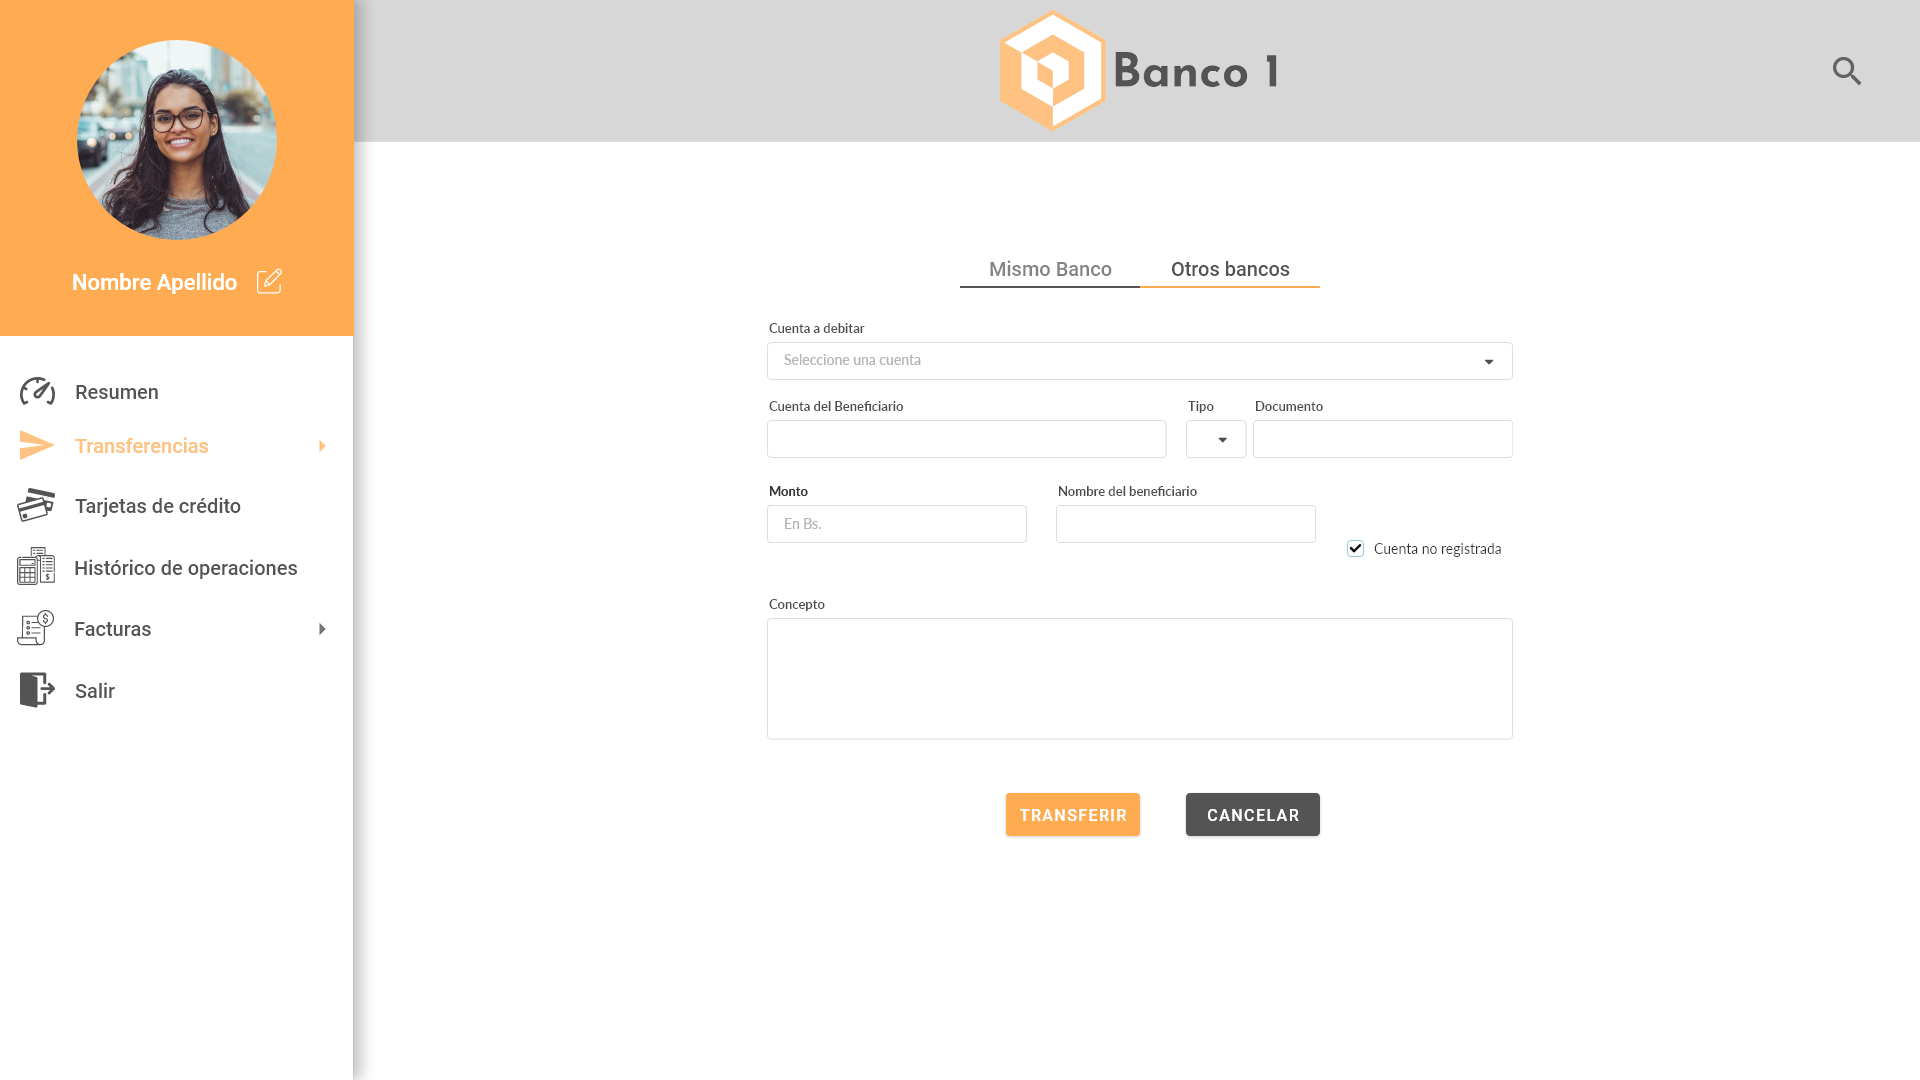 Banco 1
Nombre Apellido
Resumen
Transferencias
Tarjetas de crédito
Histórico de operaciones
Facturas
Salir
Mismo Banco
Otros bancos
Cuenta a debitar
Seleccione una cuenta
Cuenta del Beneficiario
Tipo
Documento
Monto
Nombre del beneficiario
En Bs.
Cuenta no registrada
Concepto
TRANSFERIR
CANCELAR